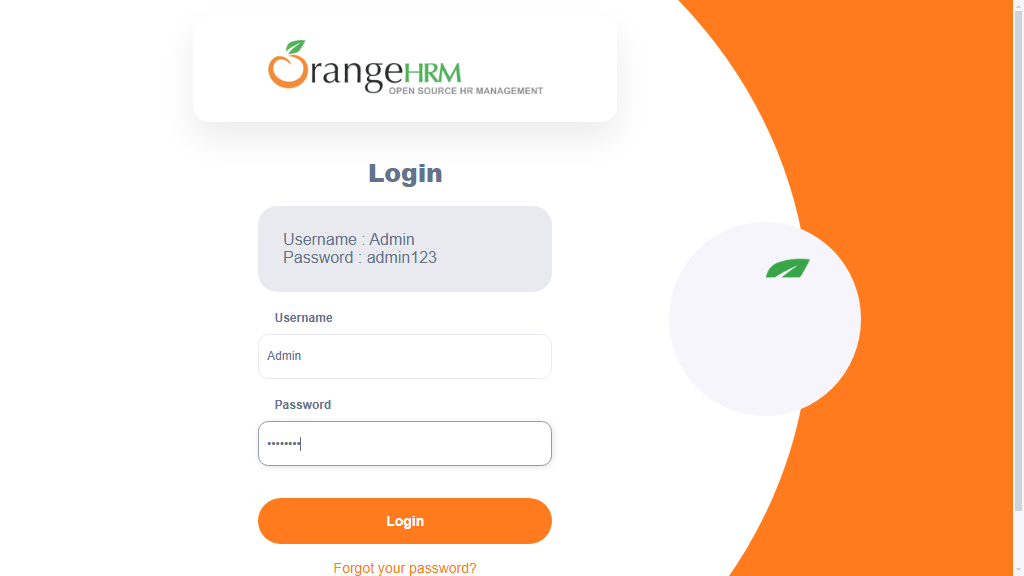 OrangeHRM
OPEN SOURCE HR MANAGEMENT
Login
Username : Admin
Password : admin123
Username
Admin
Password
••••••••
Login
Forgot your password?